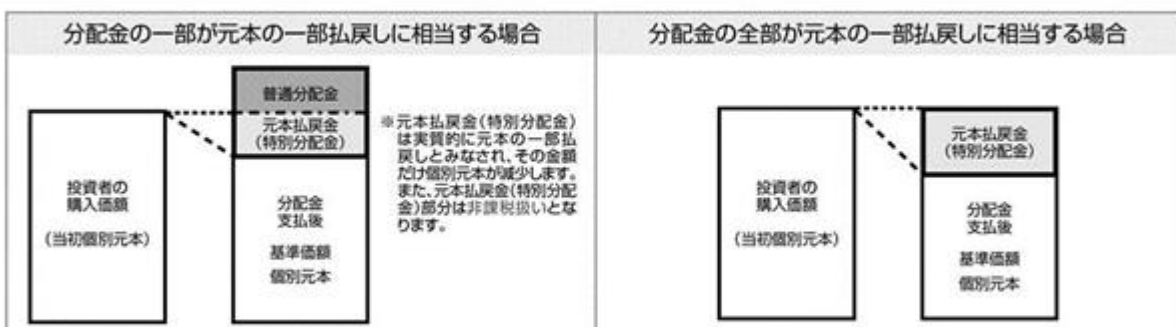 分配金の一部が元本の一部払戻しに相当する場合
投資者の
購入価額
(当初個別元本)
普通分配金
元本払戻金
(特別分配金)
分配金
支払後
基準価額
個別元本
※元本払戻金(特別分配金)
は実質的に元本の一部払
戻しとみなされ、その金額
だけ個別元本が減少します。
また、元本払戻金(特別分配
金)部分は非課税扱いとな
ります。
分配金の全部が元本の一部払戻しに相当する場合
投資者の
購入価額
(当初個別元本)
元本払戻金
(特別分配金)
分配金
支払後
基準価額
個別元本